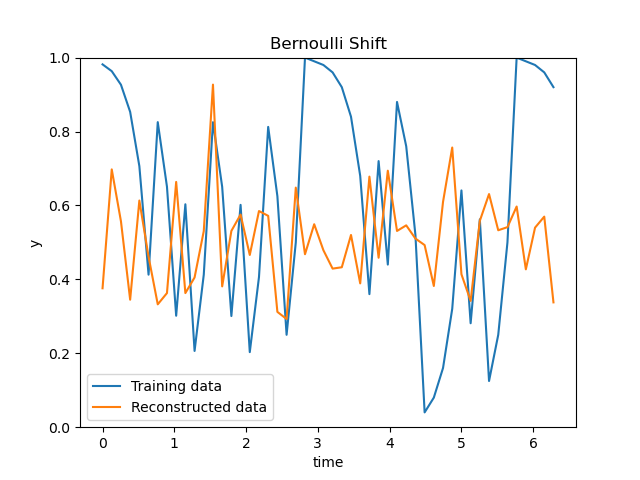 Bernoulli Shift
1.0
0.8
0.6
0.4
0.2
0.0
y
Training data
Reconstructed data
0 1 2 3 4 5 6
time